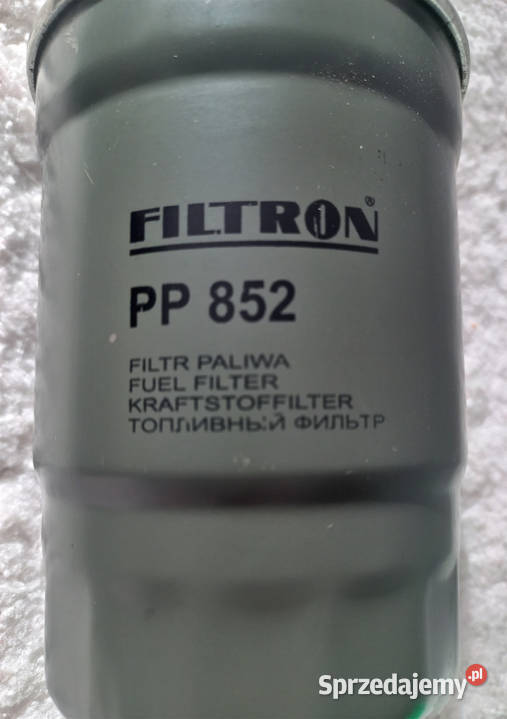 FILTRON®
PP 852
FILTR PALIWA
FUEL FILTER
KRAFTSTOFFILTER
ТОПЛИВНЫЙ ФИЛЬТР
Sprzedajemy.pl